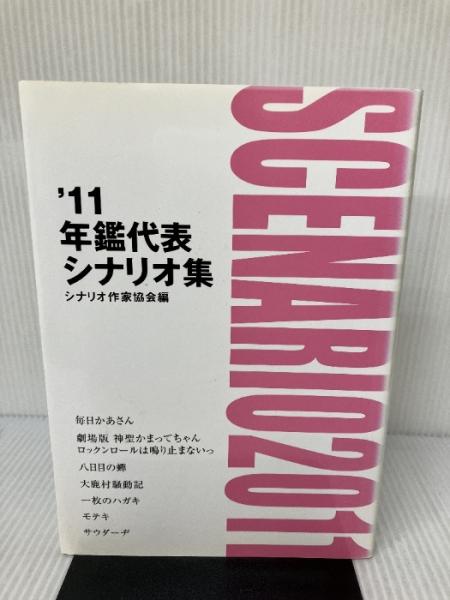 '11
年鑑代表
シナリオ集
シナリオ作家協会編
SCENARIO2011
毎日かあさん
劇場版 神聖かまってちゃん
ロックンロールは鳴り止まないっ
八日目の蟬
大鹿村騒動記
一枚のハガキ
モテキ
サウダーヂ